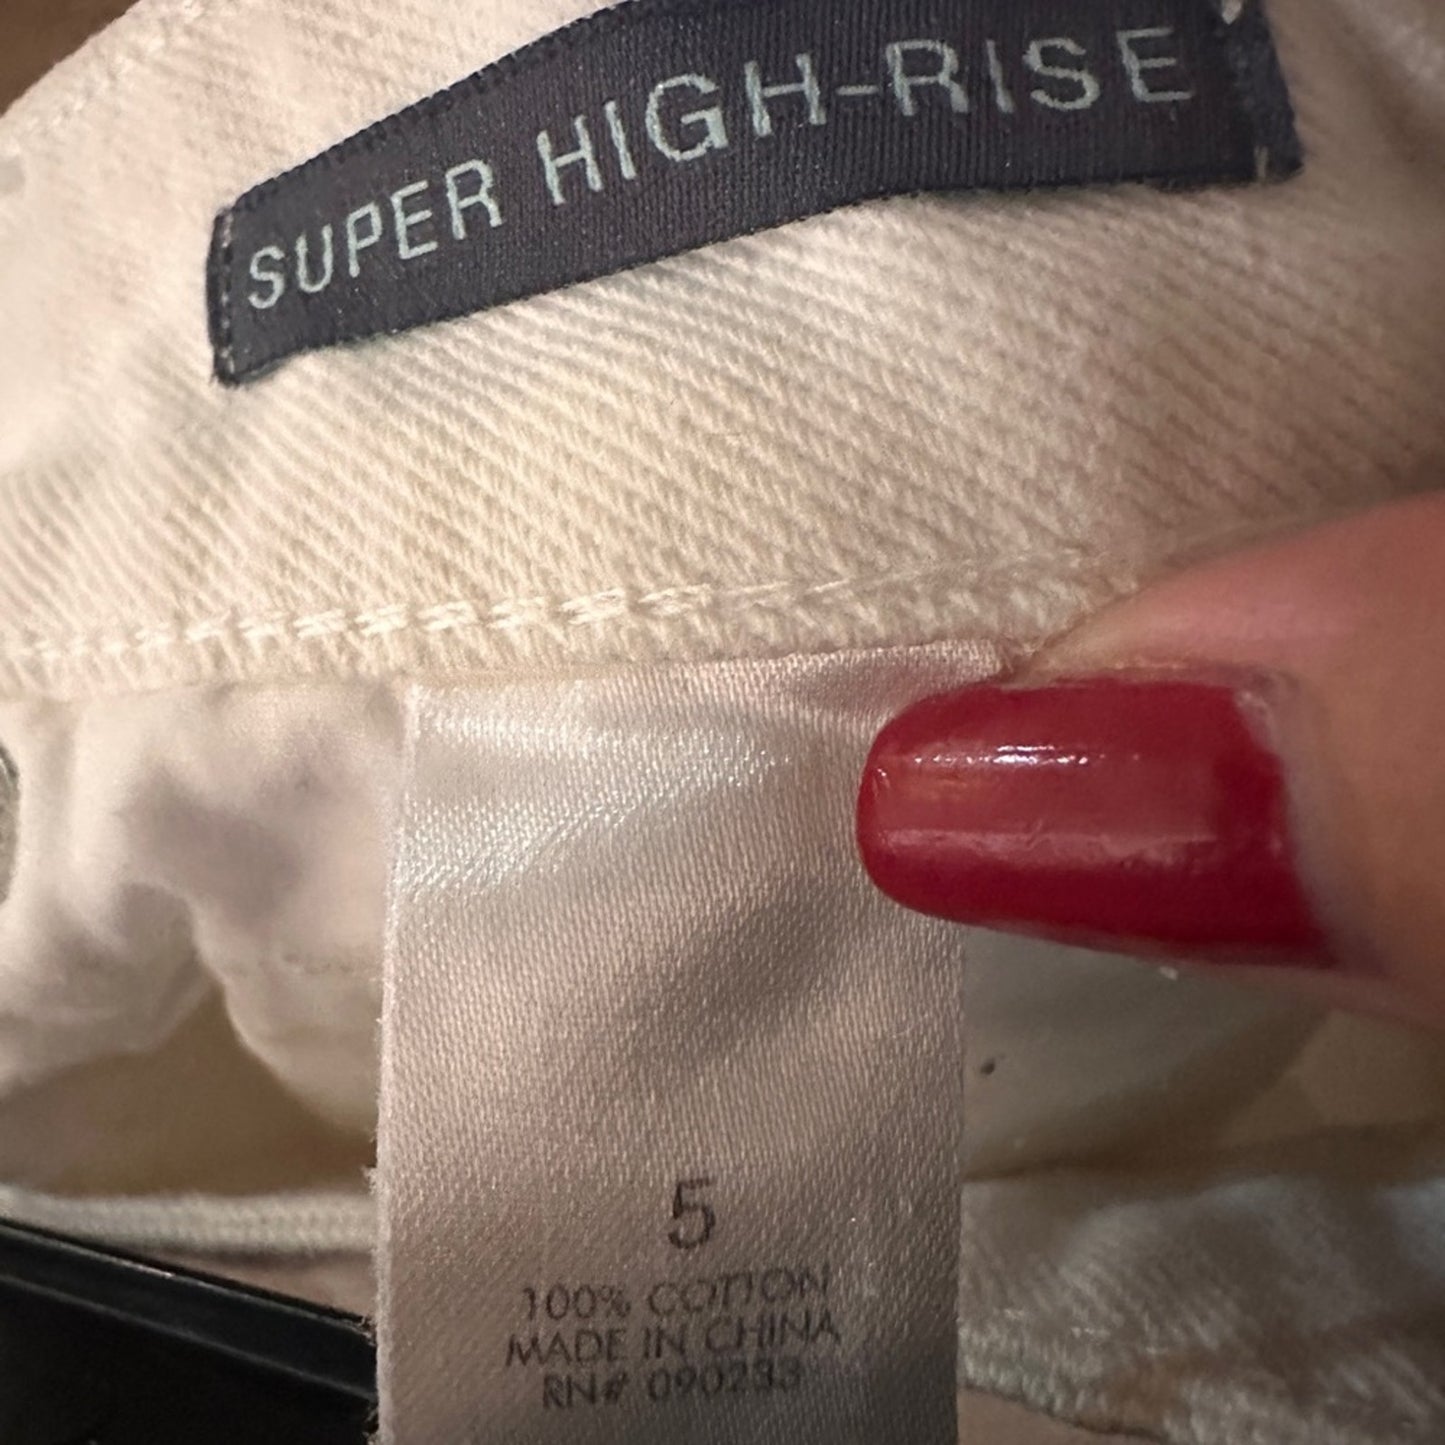 SUPER HIGH-RISE
5
100% COTTON
MADE IN CHINA
RN# 090233